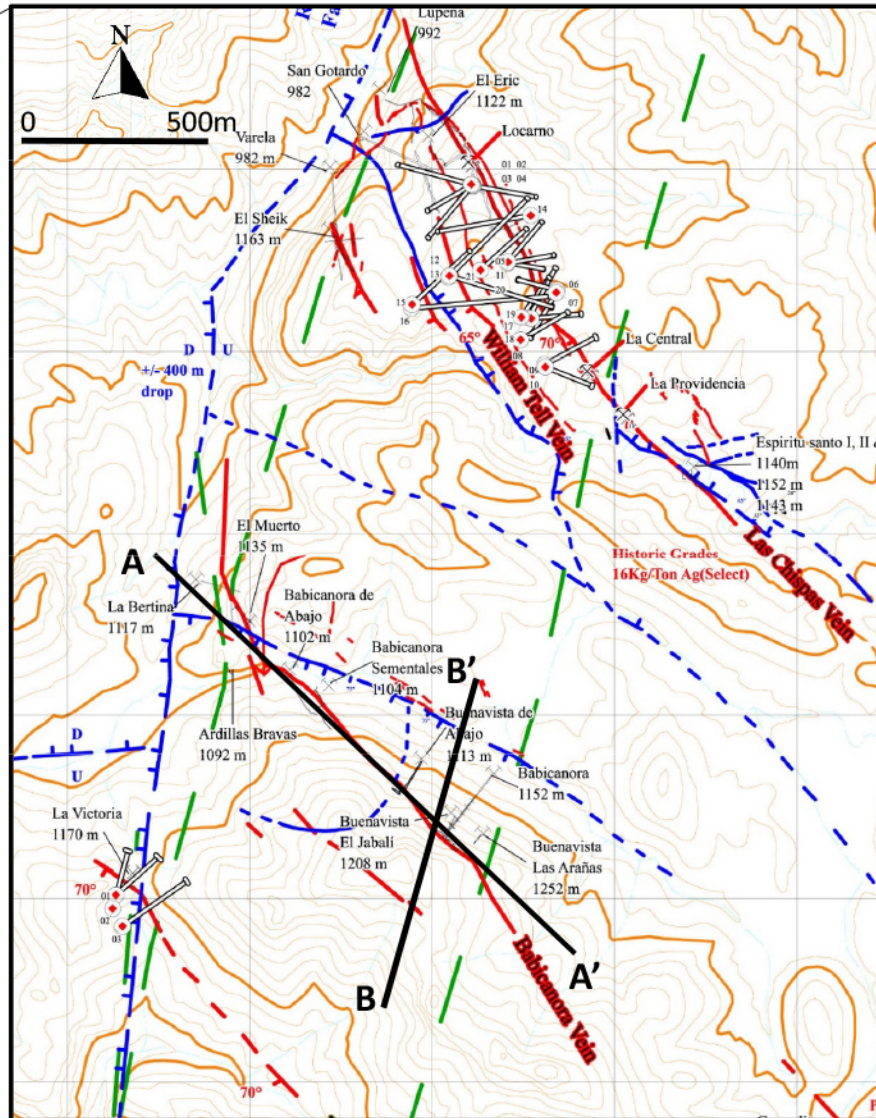 N
0 500m
Lupena
992
San Gotardo
982
El Eric
1122 m
Varela
982 m
Locarno
01 02
03 04
14
El Sheik
1163 m
12
13
21
05
11
20
06
07
15
16
19
17
18
08
09
10
65°
70°
William Tell Vein
La Central
La Providencia
D U
+/- 400 m
drop
Espiritu santo I, II
1140m
1152 m
1143 m
Las Chispas Vein
Historic Grades
16Kg/Ton Ag(Select)
El Muerto
1135 m
A
La Bertina
1117 m
Babicanora de
Abajo
1102 m
Babicanora
Sementales
1104 m
B'
Ardillas Bravas
1092 m
Buenavista de
Abajo
1113 m
D
U
Babicanora
1152 m
La Victoria
1170 m
Buenavista
El Jabalí
1208 m
Buenavista
Las Arañas
1252 m
70°
01
02
03
A'
B
Babicanora Vein
70°